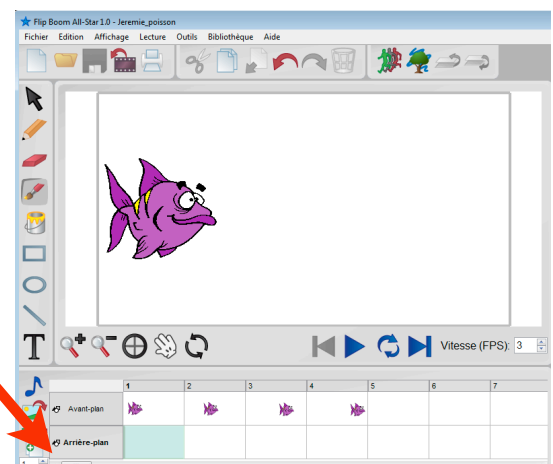 Flip Boom All-Star 1.0 - Jeremie_poisson
Fichier Edition Affichage Lecture Outils Bibliothèque Aide
T
Vitesse (FPS): 3
1 2 3 4 5 6 7
Avant-plan
Arrière-plan
1